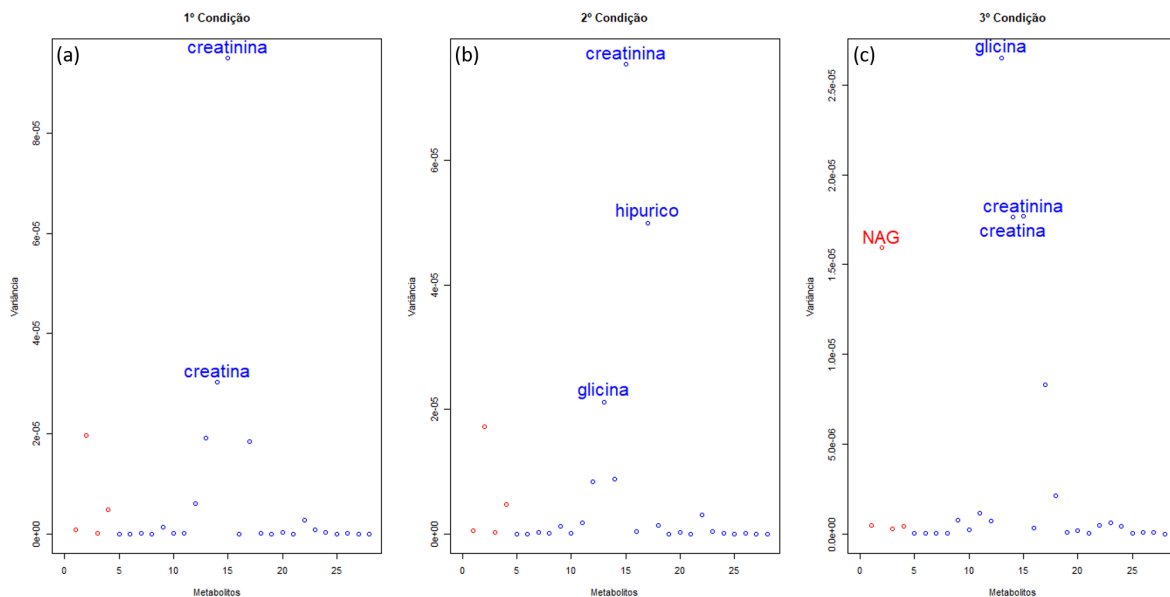 1º Condição
(a)
creatinina
creatina
Variância
0e+00
2e-05
4e-05
6e-05
8e-05
0
5
10
15
20
25
Metabolitos
2º Condição
(b)
creatinina
hipurico
glicina
Variância
0e+00
2e-05
4e-05
6e-05
0
5
10
15
20
25
Metabolitos
3º Condição
(c)
glicina
creatinina
creatina
NAG
Variância
0.0e+00
5.0e-06
1.0e-05
1.5e-05
2.0e-05
2.5e-05
0
5
10
15
20
25
Metabolitos